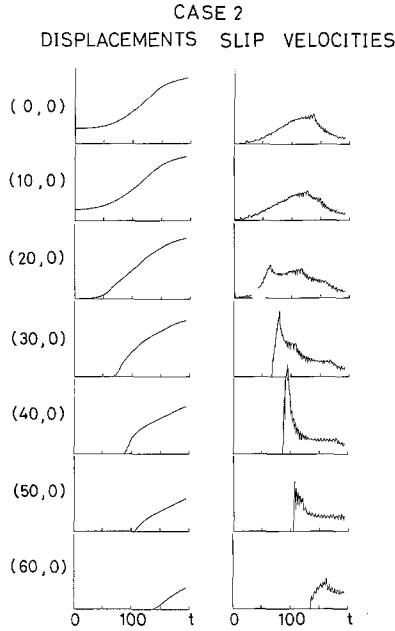 CASE 2
DISPLACEMENTS SLIP VELOCITIES
(0,0)
(10,0)
(20,0)
(30,0)
(40,0)
(50,0)
(60,0)
0 100 t 0 100 t